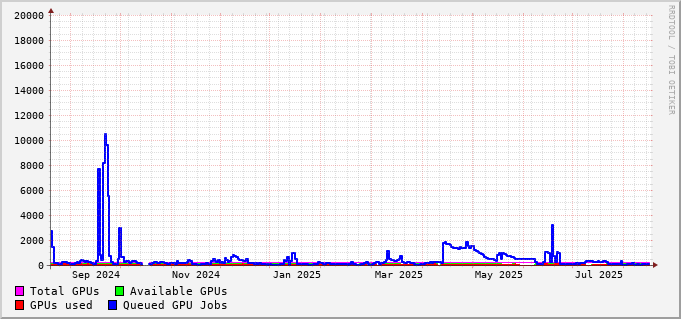 20000
18000
16000
14000
12000
10000
8000
6000
4000
2000
0
Sep 2024 Nov 2024 Jan 2025 Mar 2025 May 2025 Jul 2025
Total GPUs Available GPUs
GPUs used Queued GPU Jobs
RRDTOOL / TOBI OETIKER